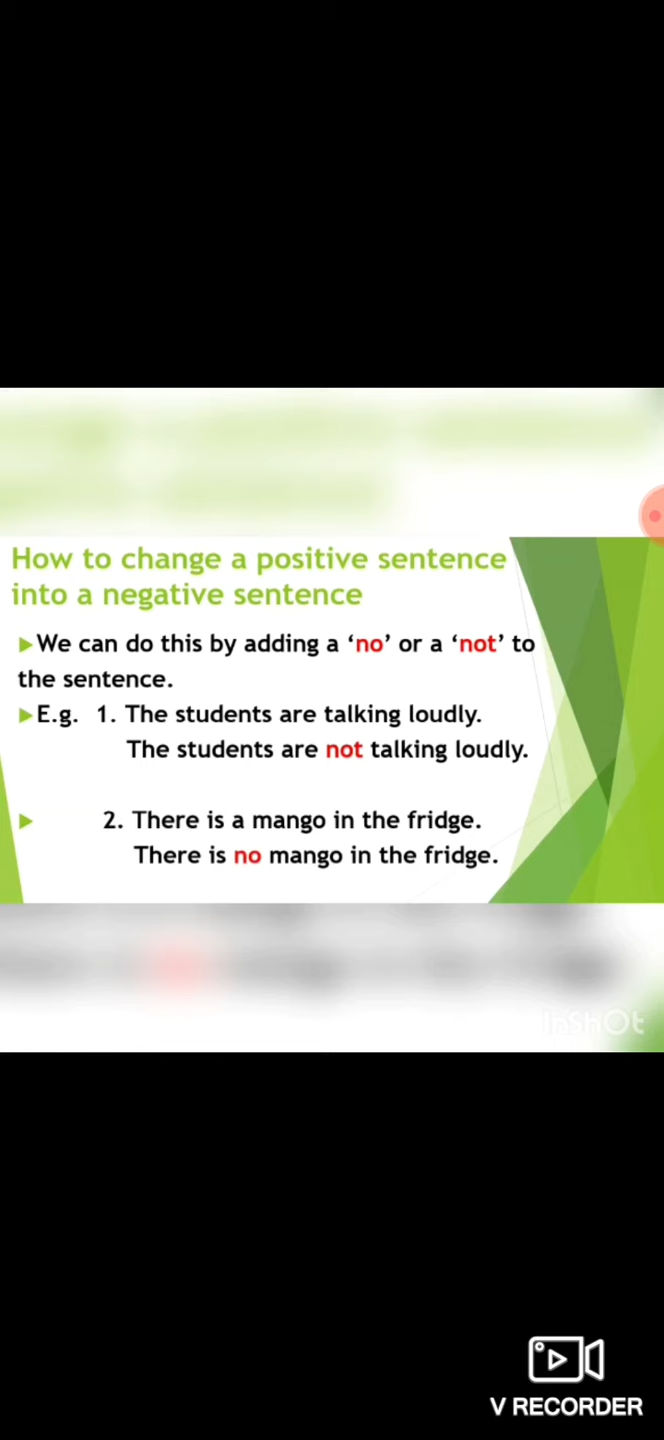 How to change a positive sentence
into a negative sentence
We can do this by adding a ‘no’ or a ‘not’ to
the sentence.
E.g. 1. The students are talking loudly.
The students are not talking loudly.
2. There is a mango in the fridge.
There is no mango in the fridge.
InShOt
V RECORDER